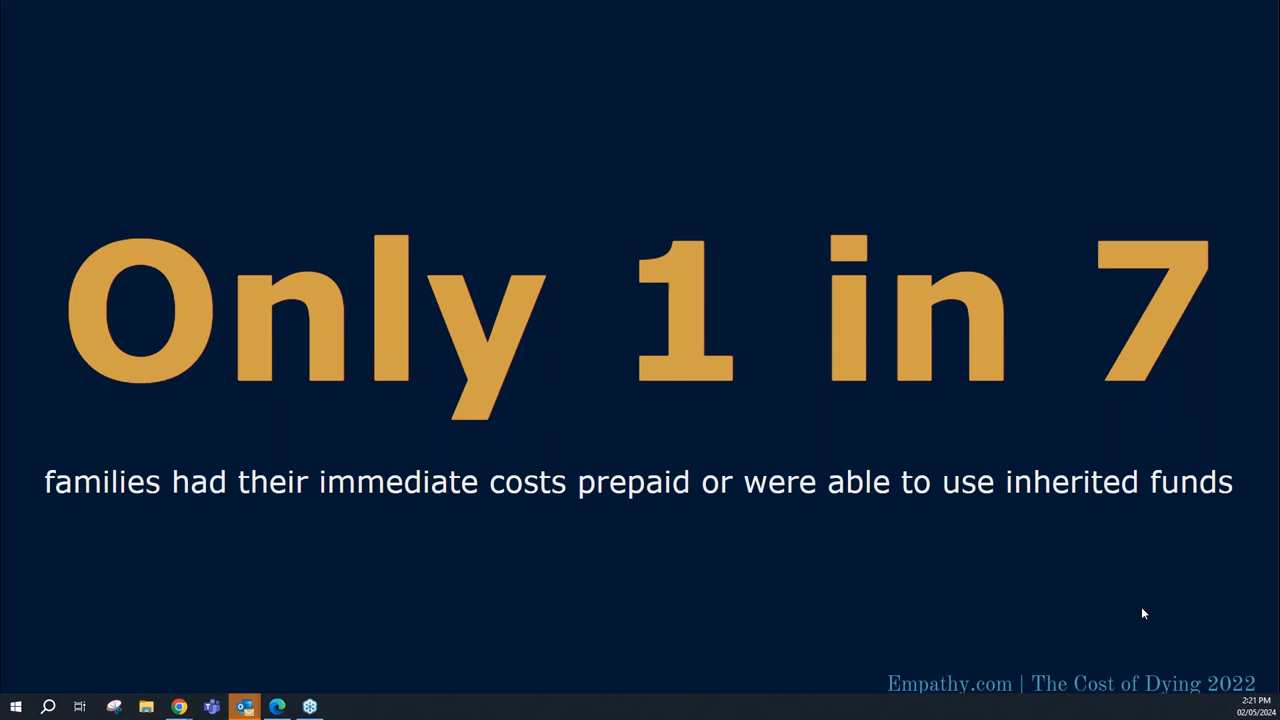 Only 1 in 7
families had their immediate costs prepaid or were able to use inherited funds
Empathy.com | The Cost of Dying 2022
2:21 PM
02/05/2024